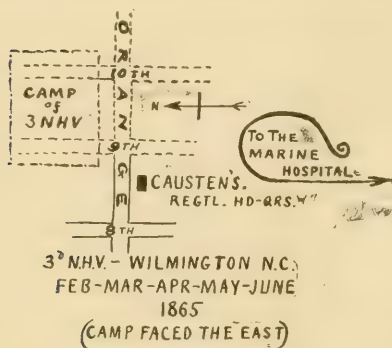 ORANGE
10TH
CAMP
of
3 NHV
N
9TH
TO THE
MARINE
HOSPITAL
CAUSTEN'S.
REGTL. HD-QRS.
8TH
3D N.H.V. - WILMINGTON N.C.
FEB-MAR-APR-MAY-JUNE
1865
(CAMP FACED THE EAST)